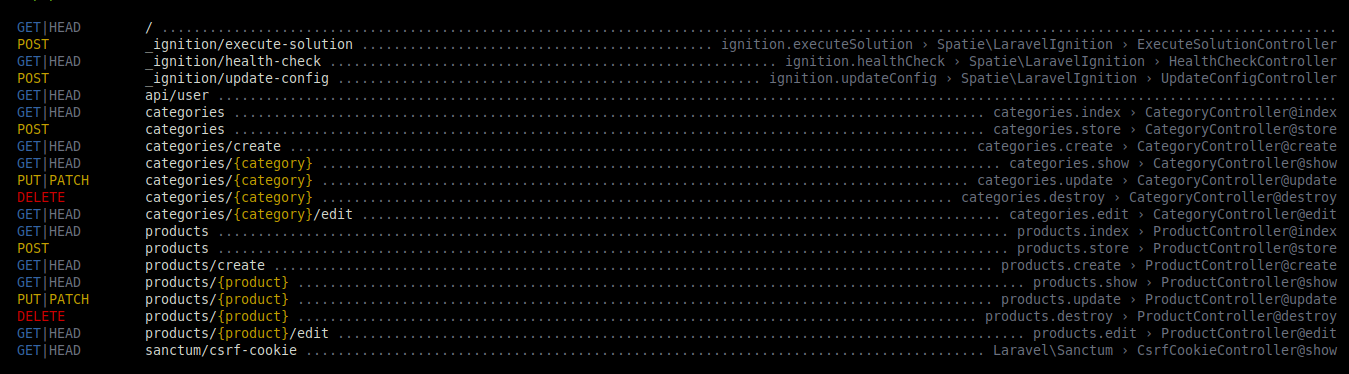 GET|HEAD / ......................................................................................................................................................
POST _ignition/execute-solution ............................................ ignition.executeSolution › Spatie\LaravelIgnition › ExecuteSolutionController
GET|HEAD _ignition/health-check ........................................................ ignition.healthCheck › Spatie\LaravelIgnition › HealthCheckController
POST _ignition/update-config ..................................................... ignition.updateConfig › Spatie\LaravelIgnition › UpdateConfigController
GET|HEAD api/user ..............................................................................................................................................
GET|HEAD categories .............................................................................................. categories.index › CategoryController@index
POST categories .............................................................................................. categories.store › CategoryController@store
GET|HEAD categories/create ..................................................................................... categories.create › CategoryController@create
GET|HEAD categories/{category} ..................................................................................... categories.show › CategoryController@show
PUT|PATCH categories/{category} ................................................................................. categories.update › CategoryController@update
DELETE categories/{category} ............................................................................... categories.destroy › CategoryController@destroy
GET|HEAD categories/{category}/edit ................................................................................ categories.edit › CategoryController@edit
GET|HEAD products ................................................................................................... products.index › ProductController@index
POST products ................................................................................................... products.store › ProductController@store
GET|HEAD products/create .......................................................................................... products.create › ProductController@create
GET|HEAD products/{product} ........................................................................................... products.show › ProductController@show
PUT|PATCH products/{product} ....................................................................................... products.update › ProductController@update
DELETE products/{product} ..................................................................................... products.destroy › ProductController@destroy
GET|HEAD products/{product}/edit ...................................................................................... products.edit › ProductController@edit
GET|HEAD sanctum/csrf-cookie ..................................................................................... Laravel\Sanctum › CsrfCookieController@show